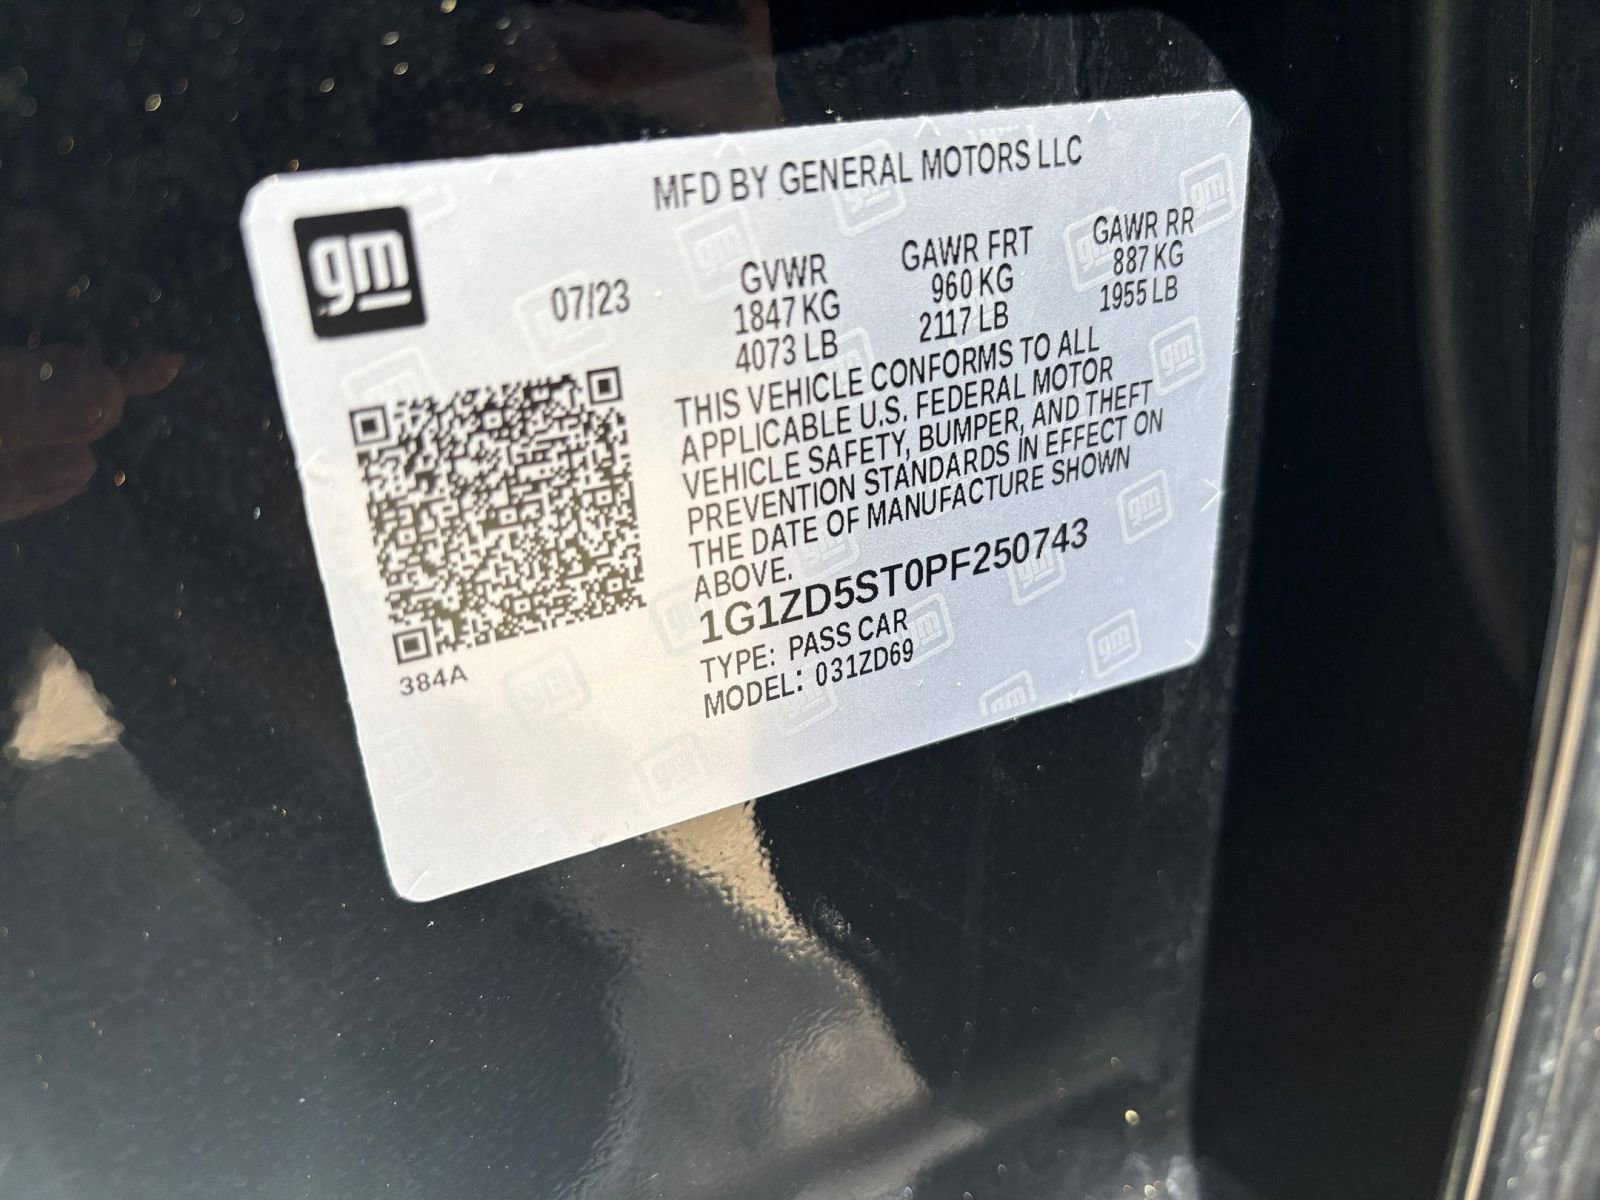 MFD BY GENERAL MOTORS LLC
gm
07/23
GVWR GAWR FRT GAWR RR
1847 KG 960 KG 887 KG
4073 LB 2117 LB 1955 LB
THIS VEHICLE CONFORMS TO ALL
APPLICABLE U.S. FEDERAL MOTOR
VEHICLE SAFETY, BUMPER, AND THEFT
PREVENTION STANDARDS IN EFFECT ON
THE DATE OF MANUFACTURE SHOWN
ABOVE.
1G1ZD5ST0PF250743
TYPE: PASS CAR
MODEL: 031ZD69
384A